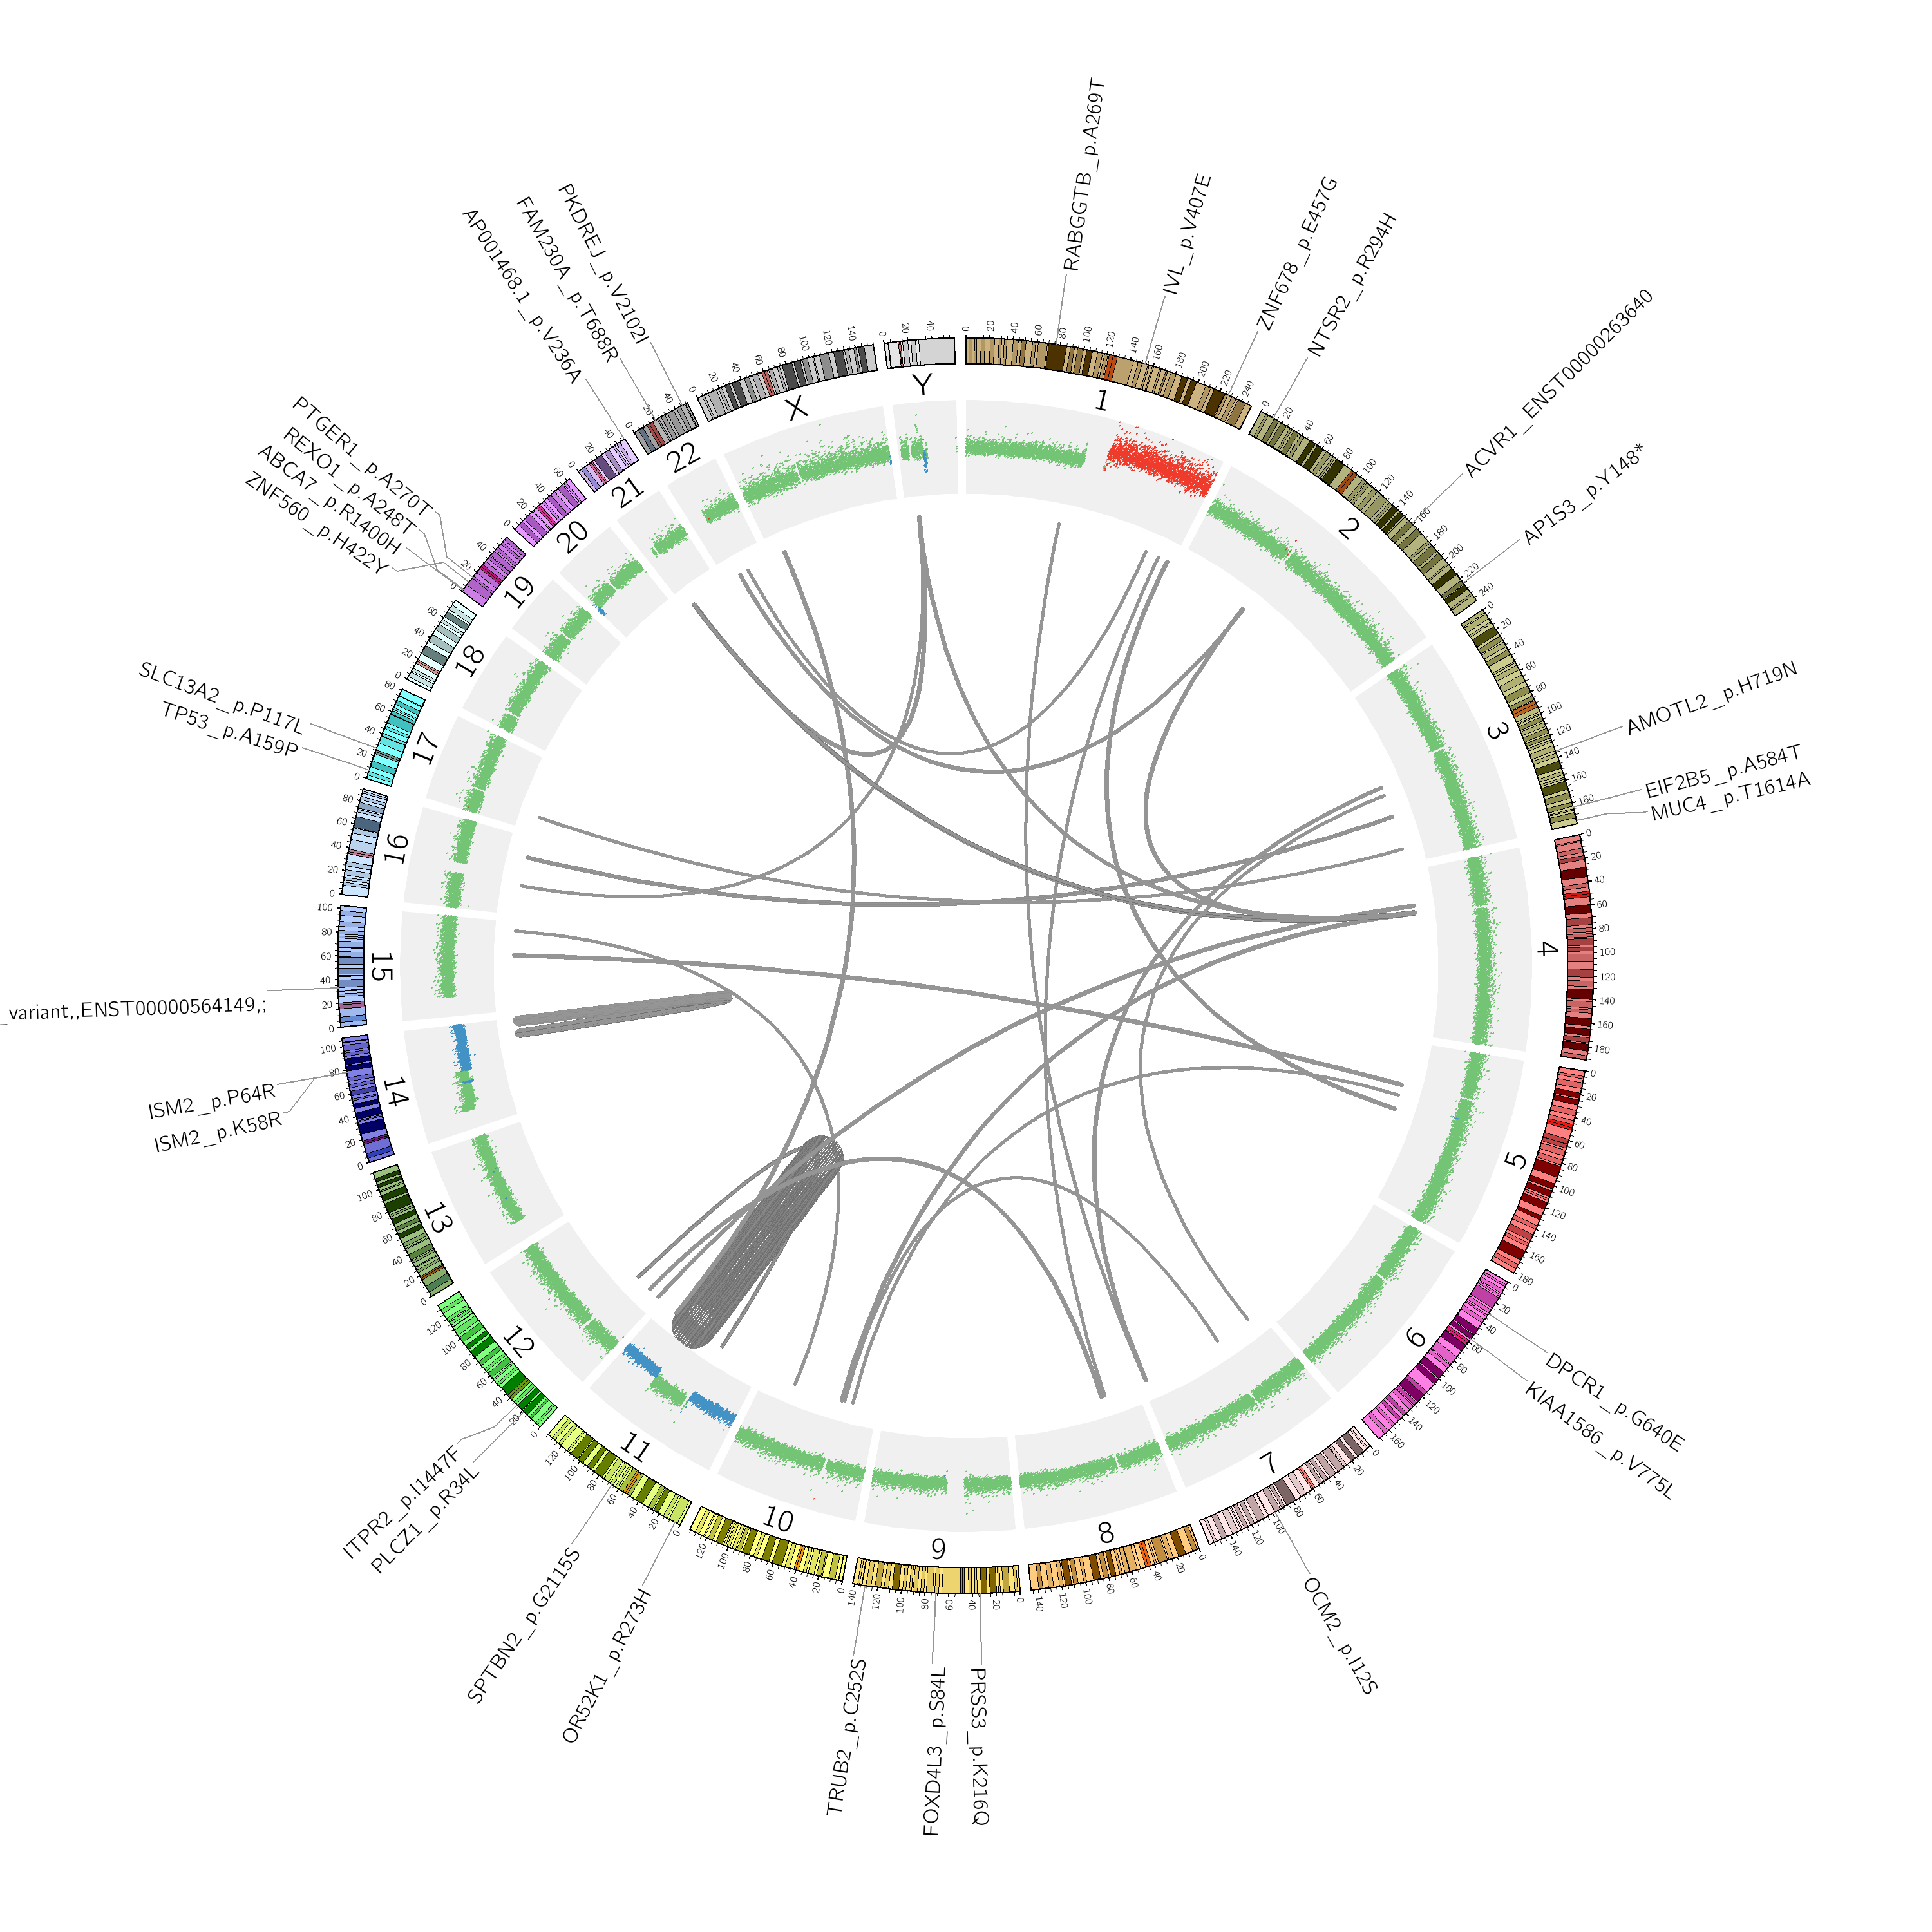 RABGGTB_p.A269T
IVL_p.V407E
ZNF678_p.E457G
NTSR2_p.R294H
ACVR1_ENST00000263640
AP1S3_p.Y148*
AMOTL2_p.H719N
EIF2B5_p.A584T
MUC4_p.T1614A
DPCR1_p.G640E
KIAA1586_p.V775L
OCM2_p.I12S
PRSS3_p.K216Q
FOXD4L3_p.S84L
TRUB2_p.C252S
OR52K1_p.R273H
SPTBN2_p.G2115S
PLCZ1_p.R34L
ITPR2_p.I1447F
ISM2_p.K58R
ISM2_p.P64R
_variant,,ENST00000564149,;
TP53_p.A159P
SLC13A2_p.P117L
ZNF560_p.H422Y
ABCA7_p.R1400H
REXO1_p.A248T
PTGER1_p.A270T
AP001468.1_p.V236A
FAM230A_p.T688R
PKDREJ_p.V2102I
1
2
3
4
5
6
7
8
9
10
11
12
13
14
15
16
17
18
19
20
21
22
X
Y